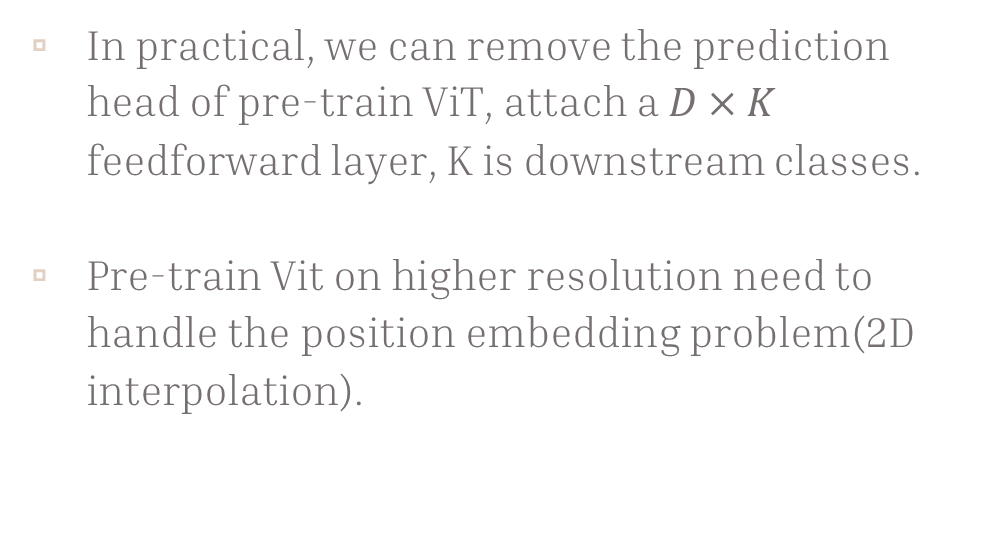 In practical, we can remove the prediction
head of pre-train ViT, attach a D × K
feedforward layer, K is downstream classes.
Pre-train Vit on higher resolution need to
handle the position embedding problem(2D
interpolation).